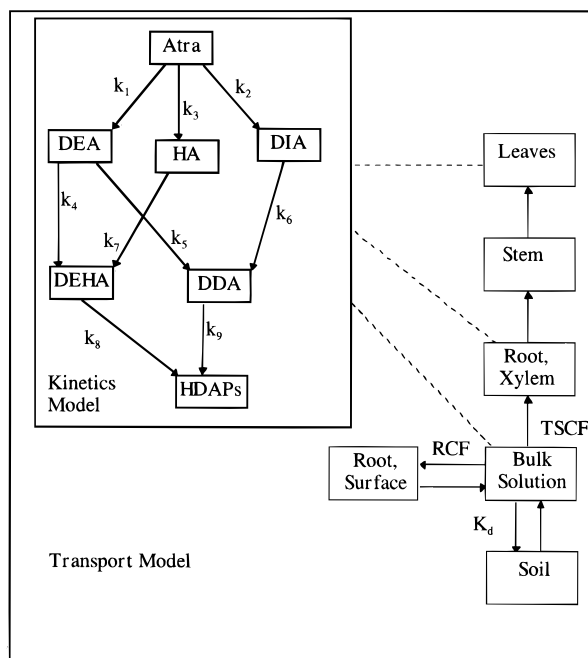 Atra
k1
k3
k2
DEA
HA
DIA
Leaves
k4
k7
k5
k6
Stem
DEHA
DDA
k8
k9
Kinetics
Model
HDAPs
Root,
Xylem
TSCF
RCF
Root,
Surface
Bulk
Solution
Kd
Transport Model
Soil